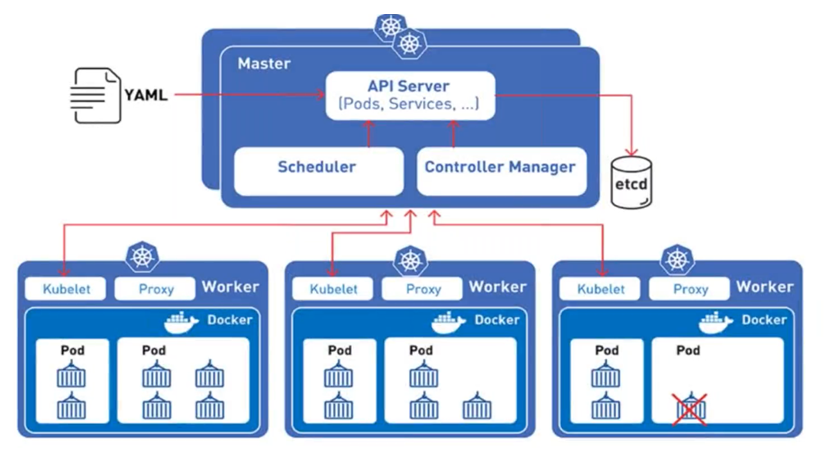 Master
API Server
(Pods, Services, ...)
YAML
Scheduler
Controller Manager
etcd
Kubelet
Proxy
Worker
Docker
Pod
Pod
Kubelet
Proxy
Worker
Docker
Pod
Pod
Kubelet
Proxy
Worker
Docker
Pod
Pod